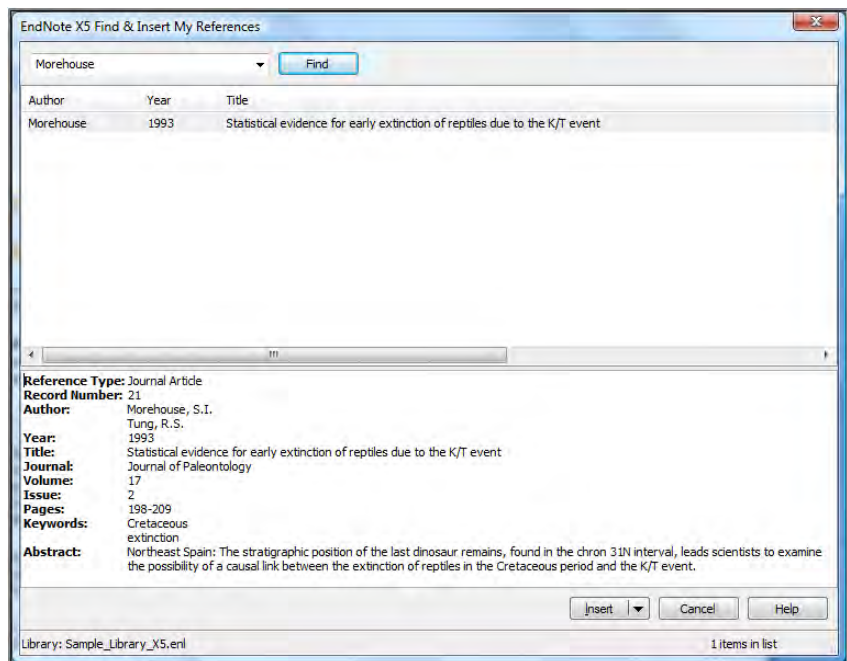 EndNote X5 Find & Insert My References
Morehouse
Find
Author Year Title
Morehouse 1993 Statistical evidence for early extinction of reptiles due to the K/T event
Reference Type: Journal Article
Record Number: 21
Author: Morehouse, S.I.
Tung, R.S.
Year: 1993
Title: Statistical evidence for early extinction of reptiles due to the K/T event
Journal: Journal of Paleontology
Volume: 17
Issue: 2
Pages: 198-209
Keywords: Cretaceous
extinction
Abstract: Northeast Spain: The stratigraphic position of the last dinosaur remains, found in the chron 31N interval, leads scientists to examine
the possibility of a causal link between the extinction of reptiles in the Cretaceous period and the K/T event.
Insert Cancel Help
Library: Sample_Library_X5.enl 1 items in list